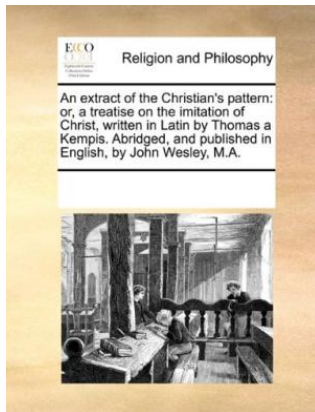 ECCO
Religion and Philosophy
An extract of the Christian's pattern:
or, a treatise on the imitation of
Christ, written in Latin by Thomas a
Kempis. Abridged, and published in
English, by John Wesley, M.A.